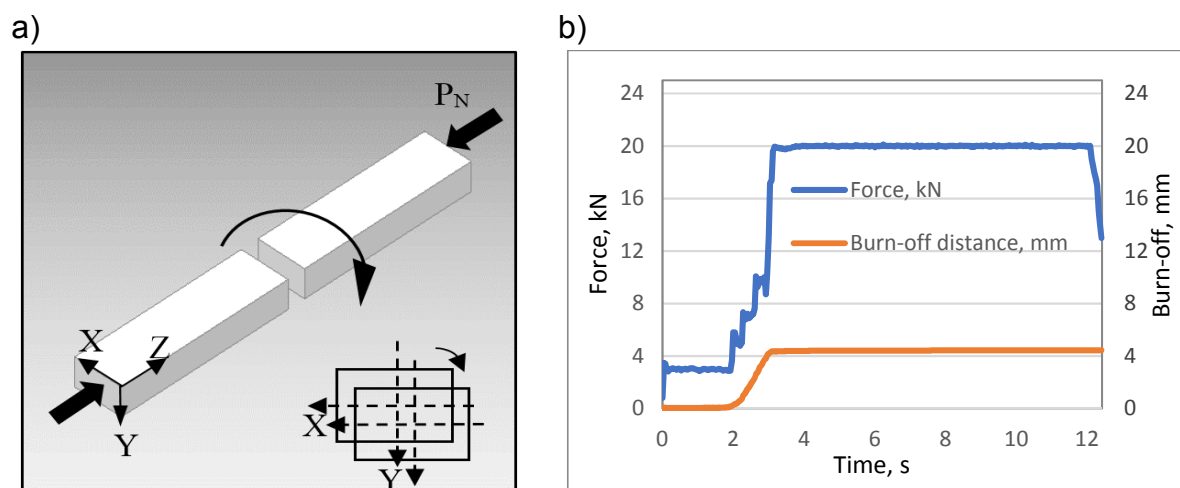 a)
P_N
X
Z
Y
X
Y
b)
24
20
16
12
8
4
0
Force, kN
24
20
16
12
8
4
0
Burn-off, mm
Force, kN
Burn-off distance, mm
0 2 4 6 8 10 12
Time, s